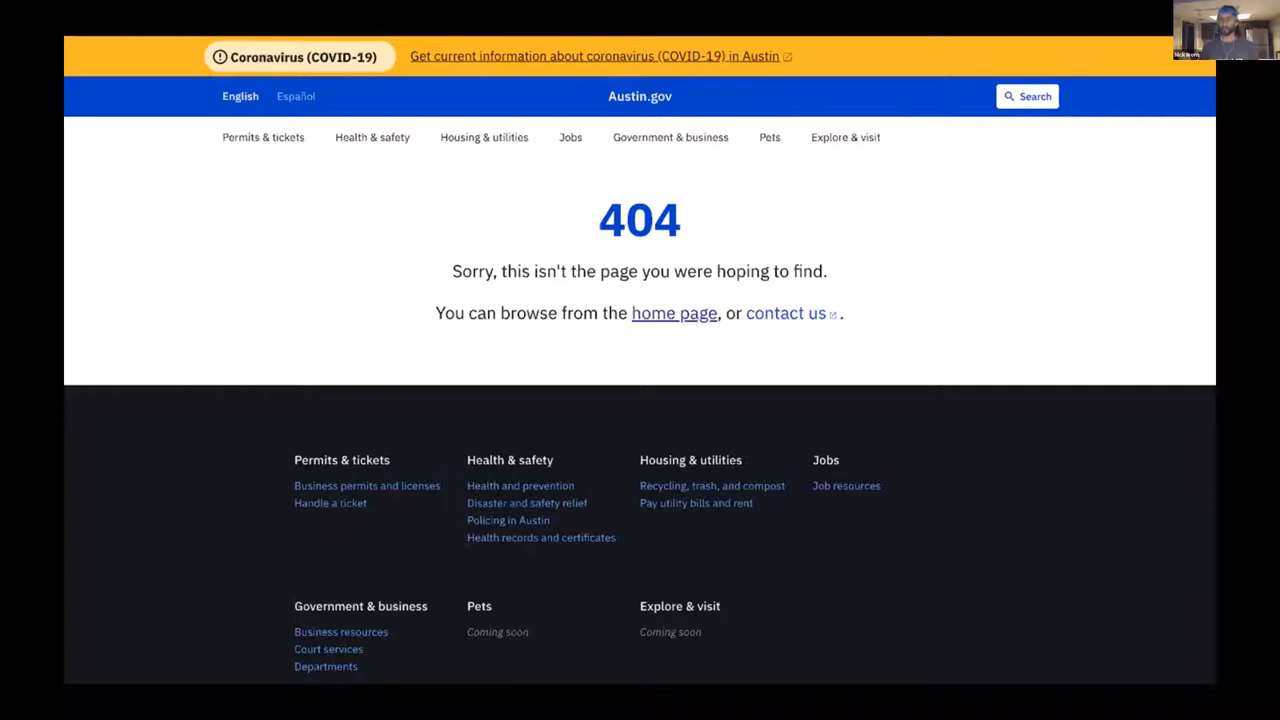 Coronavirus (COVID-19)
Get current information about coronavirus (COVID-19) in Austin
English Español
Austin.gov
Search
Permits & tickets
Health & safety
Housing & utilities
Jobs
Government & business
Pets
Explore & visit
404
Sorry, this isn't the page you were hoping to find.
You can browse from the home page, or contact us.
Permits & tickets
Business permits and licenses
Handle a ticket
Health & safety
Health and prevention
Disaster and safety relief
Policing in Austin
Health records and certificates
Housing & utilities
Recycling, trash, and compost
Pay utility bills and rent
Jobs
Job resources
Government & business
Business resources
Court services
Departments
Pets
Coming soon
Explore & visit
Coming soon